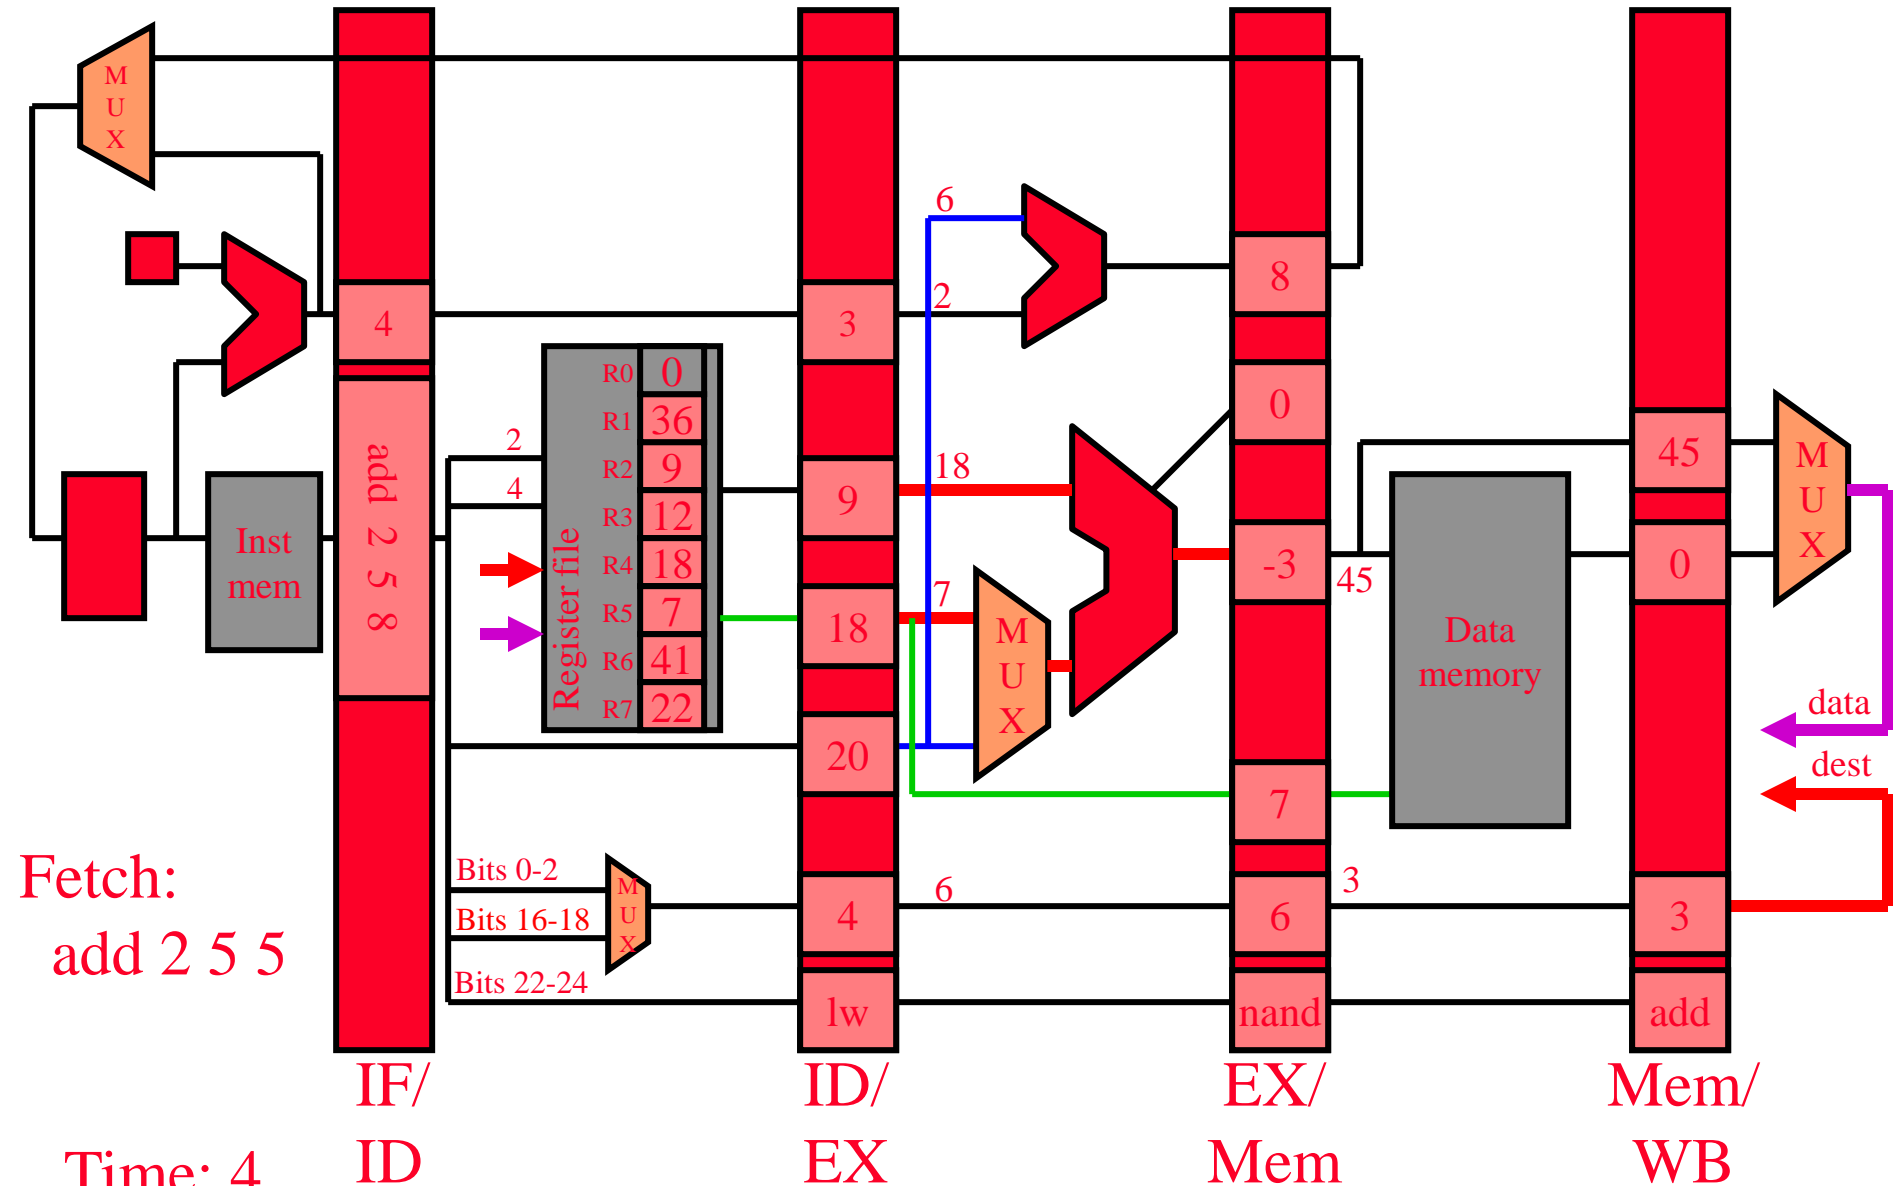 M
U
X
6
8
4
3
2
0
R0 0
R1 36
R2 9
R3 12
R4 18
R5 7
R6 41
R7 22
Register file
add 2 5 8
2
4
Inst
mem
9
18
18
7
20
M
U
X
-3
45
7
Data
memory
45
0
M
U
X
data
dest
Bits 0-2
Bits 16-18
Bits 22-24
M
U
X
4
6
6
3
3
lw
nand
add
Fetch:
add 2 5 5
Time: 4
IF/
ID
ID/
EX
EX/
Mem
Mem/
WB